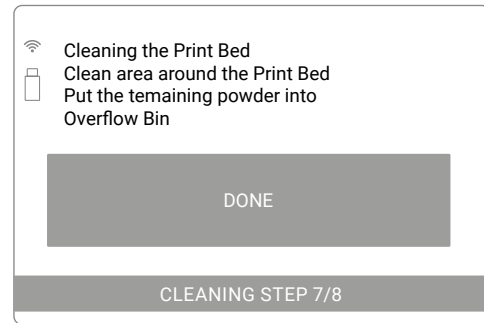 Cleaning the Print Bed
Clean area around the Print Bed
Put the temaining powder into
Overflow Bin
DONE
CLEANING STEP 7/8